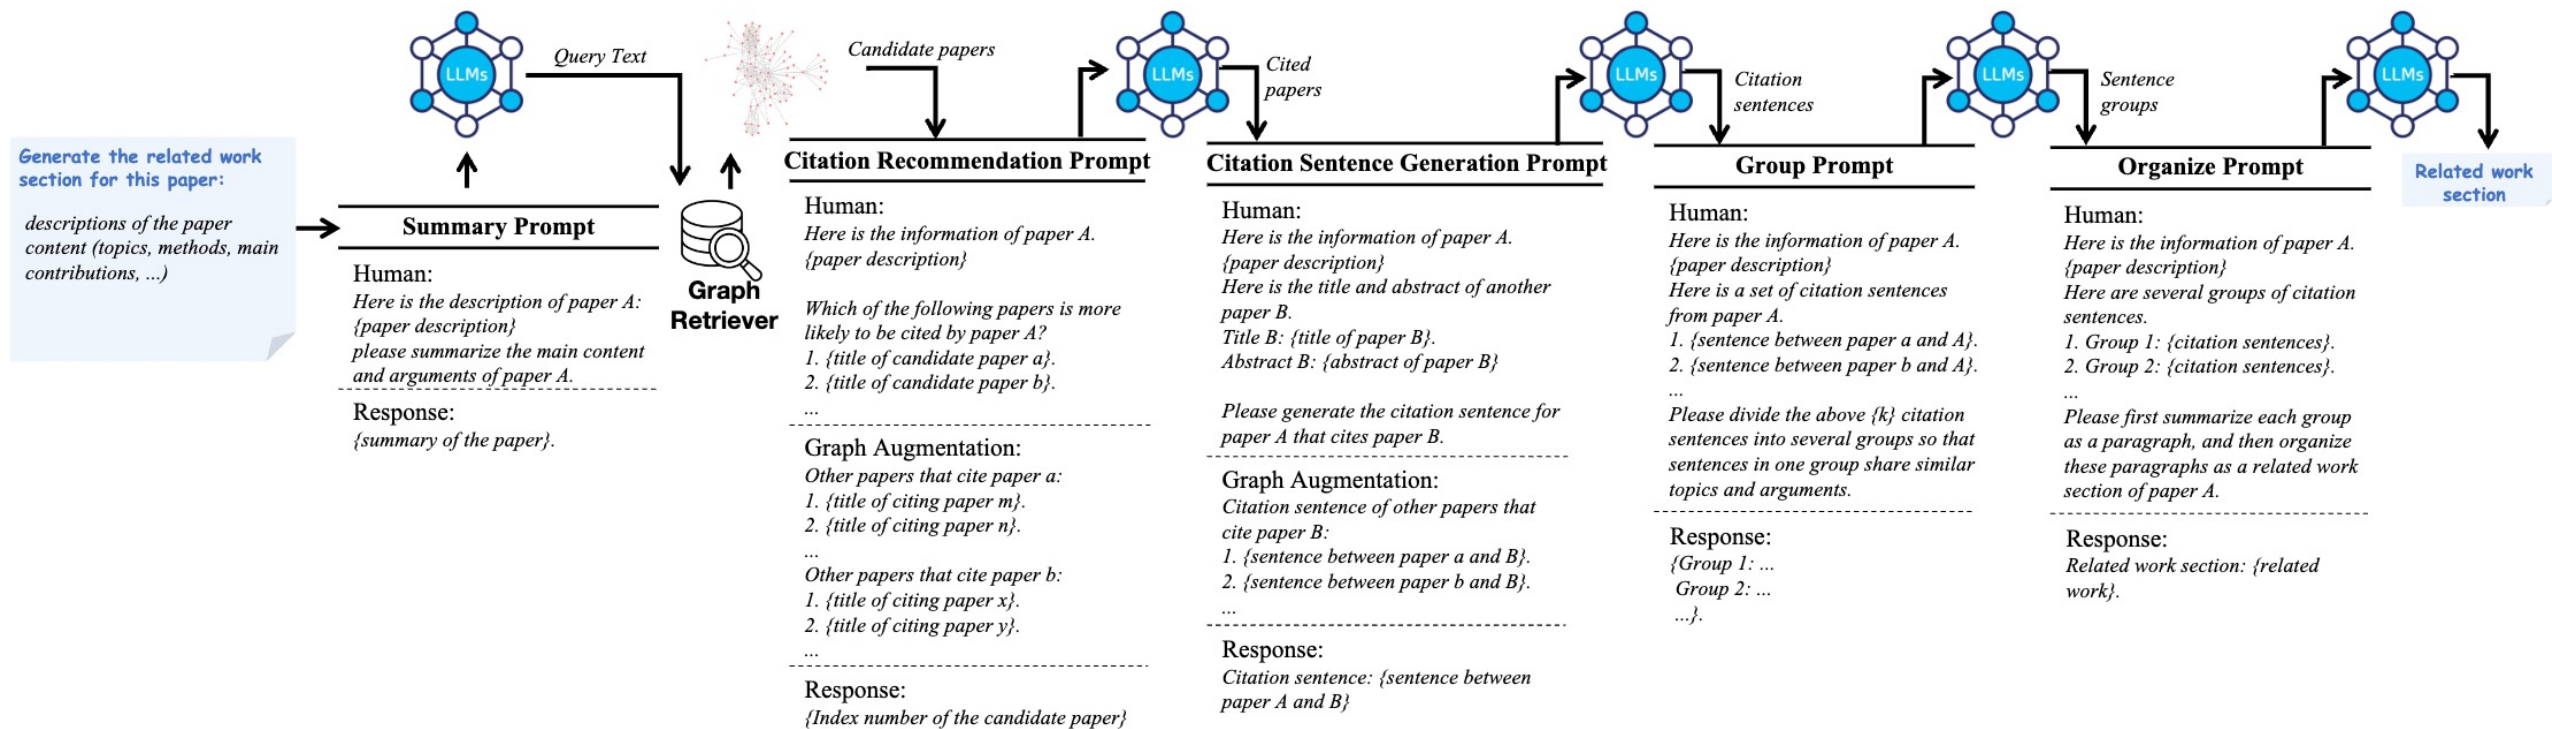 Generate the related work
section for this paper:
descriptions of the paper
content (topics, methods, main
contributions, ...)
LLMs
Query Text
Summary Prompt
Human:
Here is the description of paper A:
{paper description}
please summarize the main content
and arguments of paper A.
Response:
{summary of the paper}.
Graph
Retriever
Candidate papers
Citation Recommendation Prompt
Human:
Here is the information of paper A.
{paper description}
Which of the following papers is more
likely to be cited by paper A?
1. {title of candidate paper a}.
2. {title of candidate paper b}.
...
Graph Augmentation:
Other papers that cite paper a:
1. {title of citing paper m}.
2. {title of citing paper n}.
...
Other papers that cite paper b:
1. {title of citing paper x}.
2. {title of citing paper y}.
...
Response:
{Index number of the candidate paper}
LLMs
Cited
papers
Citation Sentence Generation Prompt
Human:
Here is the information of paper A.
{paper description}
Here is the title and abstract of another
paper B.
Title B: {title of paper B}.
Abstract B: {abstract of paper B}
Please generate the citation sentence for
paper A that cites paper B.
Graph Augmentation:
Citation sentence of other papers that
cite paper B:
1. {sentence between paper a and B}.
2. {sentence between paper b and B}.
...
Response:
Citation sentence: {sentence between
paper A and B}
LLMs
Citation
sentences
Group Prompt
Human:
Here is the information of paper A.
{paper description}
Here is a set of citation sentences
from paper A.
1. {sentence between paper a and A}.
2. {sentence between paper b and A}.
...
Please divide the above {k} citation
sentences into several groups so that
sentences in one group share similar
topics and arguments.
Response:
{Group 1: ...
Group 2: ...
...}.
LLMs
Sentence
groups
Organize Prompt
Human:
Here is the information of paper A.
{paper description}
Here are several groups of citation
sentences.
1. Group 1: {citation sentences}.
2. Group 2: {citation sentences}.
...
Please first summarize each group
as a paragraph, and then organize
these paragraphs as a related work
section of paper A.
Response:
Related work section: {related
work}.
LLMs
Related work
section